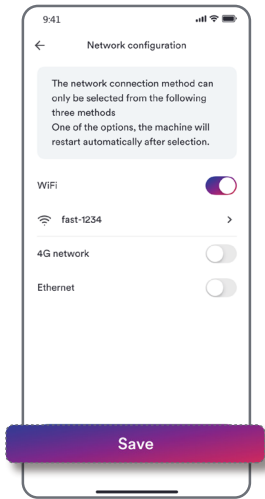 9:41
Network configuration
The network connection method can
only be selected from the following
three methods
One of the options, the machine will
restart automatically after selection.
WiFi
fast-1234
4G network
Ethernet
Save